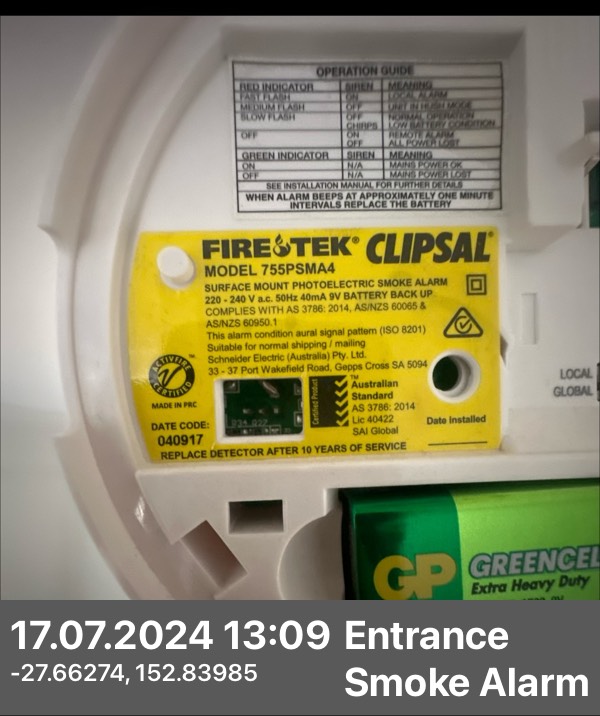 OPERATION GUIDE
RED INDICATOR SIREN MEANING
FAST FLASH ON LOCAL ALARM
MEDIUM FLASH OFF UNIT IN HUSH MODE
SLOW FLASH OFF NORMAL OPERATION
CHIRPS LOW BATTERY CONDITION
OFF ON REMOTE ALARM
OFF ALL POWER LOST
GREEN INDICATOR SIREN MEANING
ON N/A MAINS POWER OK
OFF N/A MAINS POWER LOST
SEE INSTALLATION MANUAL FOR FURTHER DETAILS
WHEN ALARM BEEPS AT APPROXIMATELY ONE MINUTE
INTERVALS REPLACE THE BATTERY
FIRETEK® CLIPSAL®
MODEL 755PSMA4
SURFACE MOUNT PHOTOELECTRIC SMOKE ALARM
220 - 240 V a.c. 50Hz 40mA 9V BATTERY BACK UP
COMPLIES WITH AS 3786: 2014, AS/NZS 60065 &
AS/NZS 60950.1
This alarm condition aural signal pattern (ISO 8201)
Suitable for normal shipping / mailing
Schneider Electric (Australia) Pty. Ltd.
33 - 37 Port Wakefield Road, Gepps Cross SA 5094
ACTIVFIRE
CERTIFIED
MADE IN PRC
Certified Product
™
Australian
Standard
AS 3786: 2014
Lic 40422
SAI Global
LOCAL
GLOBAL
DATE CODE:
040917
Date Installed
REPLACE DETECTOR AFTER 10 YEARS OF SERVICE
GP GREENCEL
Extra Heavy Duty
17.07.2024 13:09 Entrance
-27.66274, 152.83985 Smoke Alarm